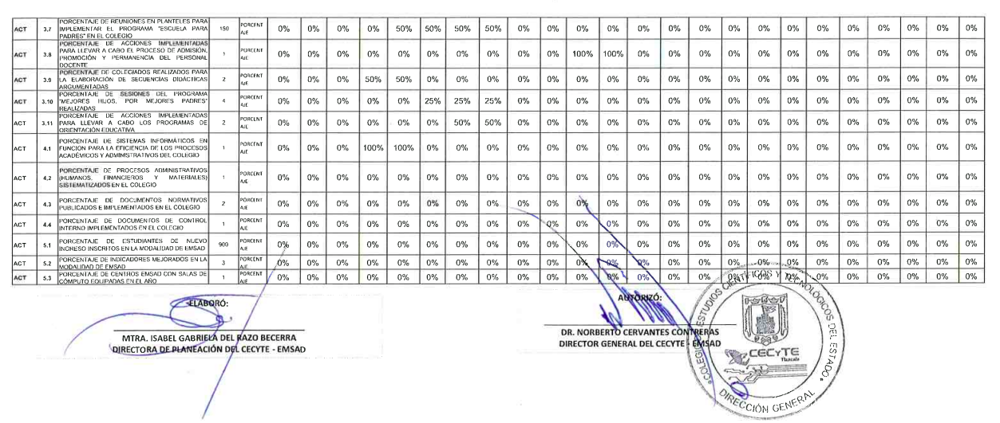 ACT 3.7 PORCENTAJE DE REUNIONES EN PLANTELES PARA
IMPLEMENTAR EL PROGRAMA "ESCUELA PARA
PADRES" EN EL COLEGIO
150 PORCENT
AJE
0% 0% 0% 0% 50% 50% 50% 50% 0% 0% 0% 0% 0% 0% 0% 0% 0% 0% 0% 0% 0% 0% 0% 0%
ACT 3.8 PORCENTAJE DE ACCIONES IMPLEMENTADAS
PARA LLEVAR A CABO EL PROCESO DE ADMISIÓN,
PROMOCIÓN Y PERMANENCIA DEL PERSONAL
DOCENTE
1 PORCENT
AJE
0% 0% 0% 0% 0% 0% 0% 0% 0% 0% 100% 100% 0% 0% 0% 0% 0% 0% 0% 0% 0% 0% 0% 0%
ACT 3.9 PORCENTAJE DE COLEGIADOS REALIZADOS PARA
LA ELABORACIÓN DE SECUENCIAS DIDÁCTICAS
ARGUMENTADAS
2 PORCENT
AJE
0% 0% 0% 50% 50% 0% 0% 0% 0% 0% 0% 0% 0% 0% 0% 0% 0% 0% 0% 0% 0% 0% 0% 0%
ACT 3.10 PORCENTAJE DE SESIONES DEL PROGRAMA
"MEJORES HIJOS, POR MEJORES PADRES"
REALIZADAS
4 PORCENT
AJE
0% 0% 0% 0% 0% 25% 25% 25% 0% 0% 0% 0% 0% 0% 0% 0% 0% 0% 0% 0% 0% 0% 0% 0%
ACT 3.11 PORCENTAJE DE ACCIONES IMPLEMENTADAS
PARA LLEVAR A CABO LOS PROGRAMAS DE
ORIENTACIÓN EDUCATIVA
2 PORCENT
AJE
0% 0% 0% 0% 0% 0% 50% 50% 0% 0% 0% 0% 0% 0% 0% 0% 0% 0% 0% 0% 0% 0% 0% 0%
ACT 4.1 PORCENTAJE DE SISTEMAS INFORMÁTICOS EN
FUNCIÓN PARA LA EFICIENCIA DE LOS PROCESOS
ACADÉMICOS Y ADMINISTRATIVOS DEL COLEGIO
1 PORCENT
AJE
0% 0% 0% 100% 100% 0% 0% 0% 0% 0% 0% 0% 0% 0% 0% 0% 0% 0% 0% 0% 0% 0% 0% 0%
ACT 4.2 PORCENTAJE DE PROCESOS ADMINISTRATIVOS
(HUMANOS, FINANCIEROS Y MATERIALES)
SISTEMATIZADOS EN EL COLEGIO
1 PORCENT
AJE
0% 0% 0% 0% 0% 0% 0% 0% 0% 0% 0% 0% 0% 0% 0% 0% 0% 0% 0% 0% 0% 0% 0% 0%
ACT 4.3 PORCENTAJE DE DOCUMENTOS NORMATIVOS
PUBLICADOS E IMPLEMENTADOS EN EL COLEGIO
2 PORCENT
AJE
0% 0% 0% 0% 0% 0% 0% 0% 0% 0% 0% 0% 0% 0% 0% 0% 0% 0% 0% 0% 0% 0% 0% 0%
ACT 4.4 PORCENTAJE DE DOCUMENTOS DE CONTROL
INTERNO IMPLEMENTADOS EN EL COLEGIO
1 PORCENT
AJE
0% 0% 0% 0% 0% 0% 0% 0% 0% 0% 0% 0% 0% 0% 0% 0% 0% 0% 0% 0% 0% 0% 0% 0%
ACT 5.1 PORCENTAJE DE ESTUDIANTES DE NUEVO
INGRESO INSCRITOS EN LA MODALIDAD DE EMSAD
900 PORCENT
AJE
0% 0% 0% 0% 0% 0% 0% 0% 0% 0% 0% 0% 0% 0% 0% 0% 0% 0% 0% 0% 0% 0% 0% 0%
ACT 5.2 PORCENTAJE DE INDICADORES MEJORADOS EN LA
MODALIDAD DE EMSAD
3 PORCENT
AJE
0% 0% 0% 0% 0% 0% 0% 0% 0% 0% 0% 0% 0% 0% 0% 0% 0% 0% 0% 0% 0% 0% 0% 0%
ACT 5.3 PORCENTAJE DE CENTROS EMSAD CON SALAS DE
CÓMPUTO EQUIPADAS EN EL AÑO
PORCENT
AJE
0% 0% 0% 0% 0% 0% 0% 0% 0% 0% 0% 0% 0% 0% 0% 0% 0% 0% 0% 0% 0% 0% 0% 0%
ELABORÓ:
MTRA. ISABEL GABRIELA DEL RAZO BECERRA
DIRECTORA DE PLANEACIÓN DEL CECYTE - EMSAD
AUTORIZÓ:
DR. NORBERTO CERVANTES CONTRERAS
DIRECTOR GENERAL DEL CECYTE - EMSAD
COLEGIO DE ESTUDIOS CIENTÍFICOS Y TECNOLÓGICOS DEL ESTADO
CECyTE
Tlaxcala
DIRECCIÓN GENERAL